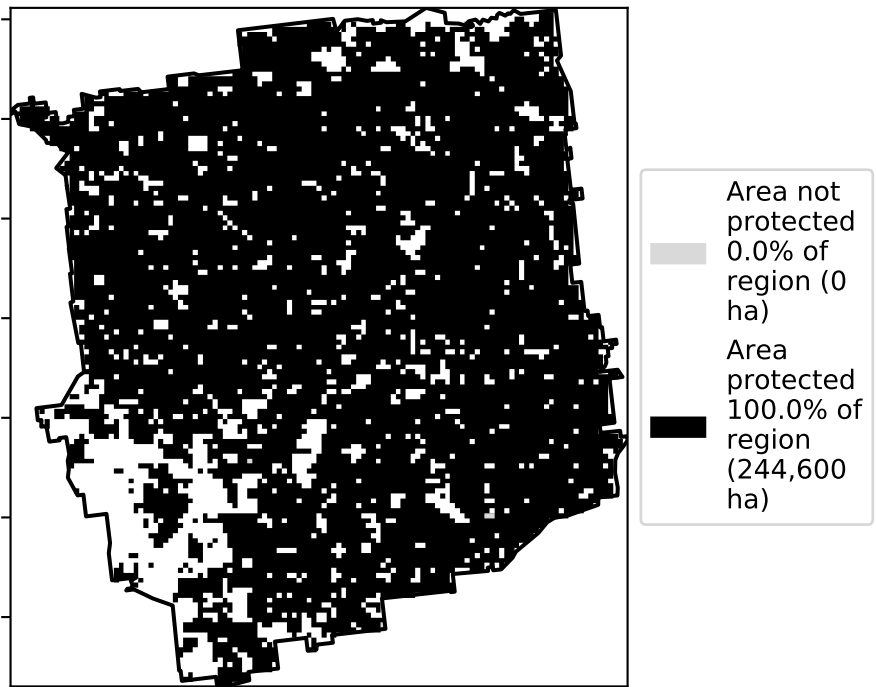 Area not
protected
0.0% of
region (0
ha)
Area
protected
100.0% of
region
(244,600
ha)